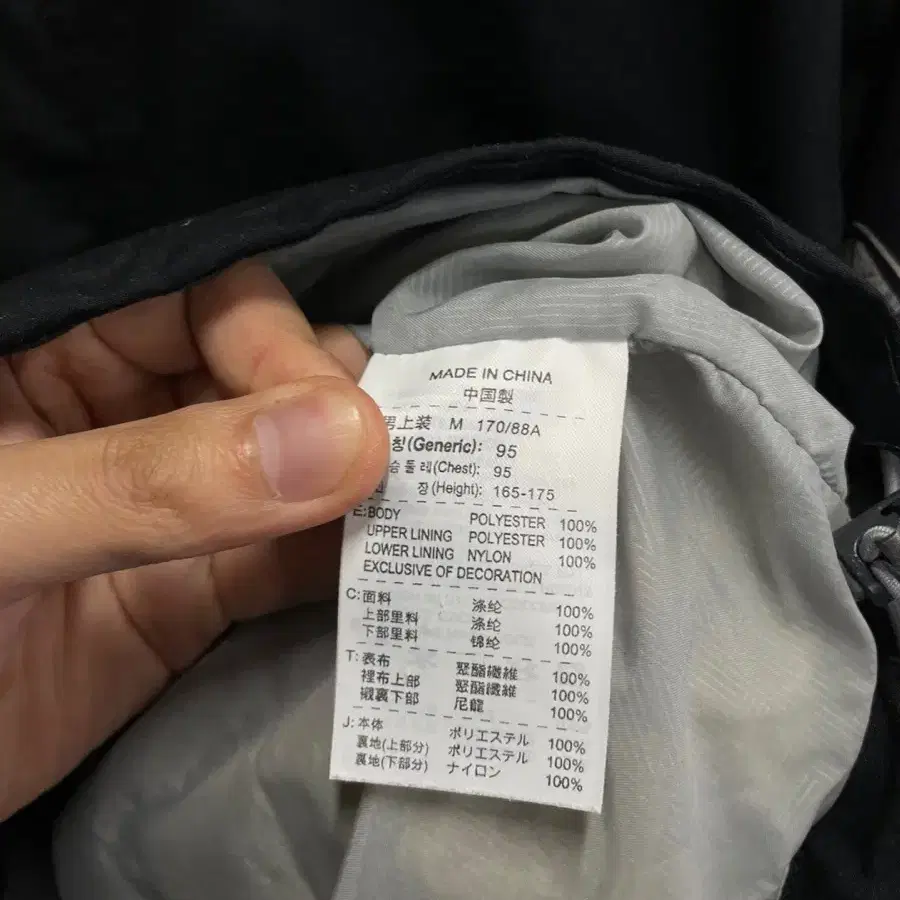 MADE IN CHINA
中国製
男上装 M 170/88A
칭(Generic): 95
슴둘레(Chest): 95
장(Height): 165-175
E:BODY POLYESTER 100%
UPPER LINING POLYESTER 100%
LOWER LINING NYLON 100%
EXCLUSIVE OF DECORATION
C:面料 涤纶 100%
上部里料 涤纶 100%
下部里料 锦纶 100%
T:表布 聚酯纖維 100%
裡布上部 聚酯纖維 100%
襯裏下部 尼龍 100%
J:本体 ポリエステル 100%
裏地(上部分) ポリエステル 100%
裏地(下部分) ナイロン 100%